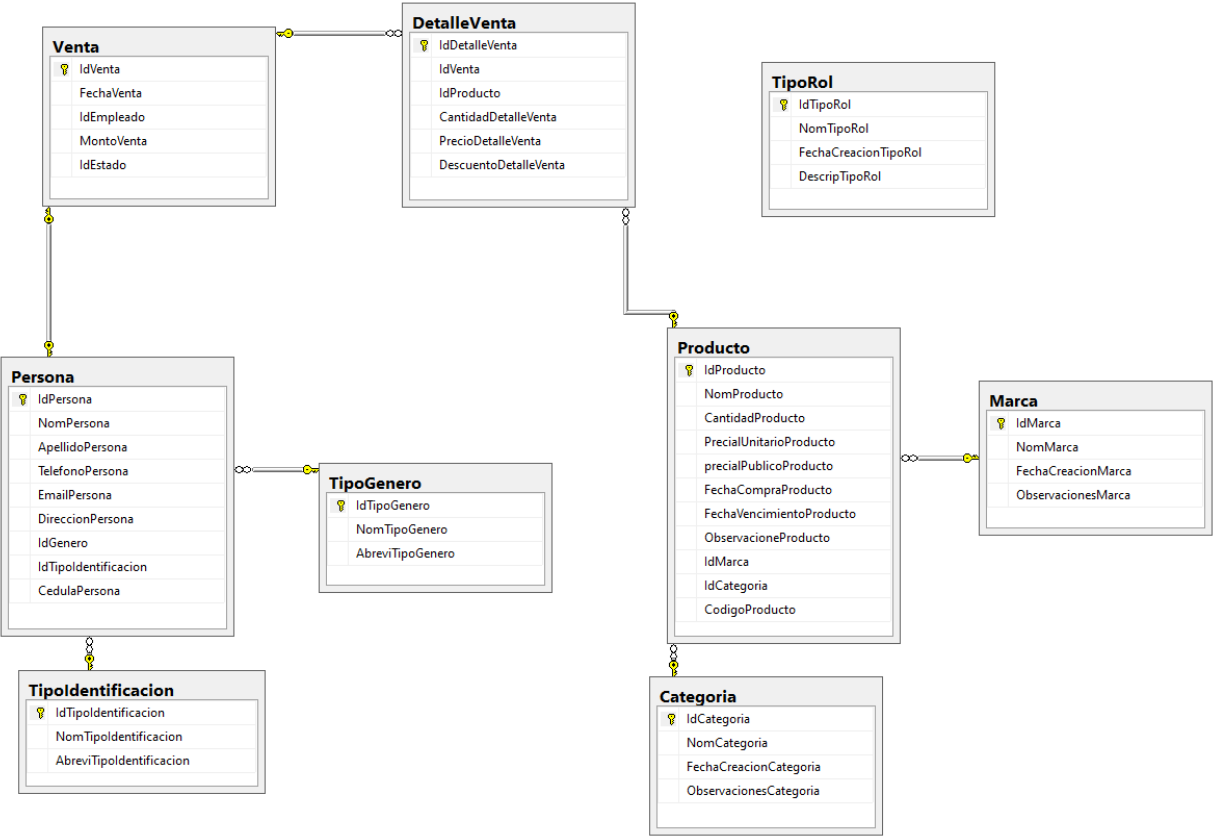 Venta
IdVenta
FechaVenta
IdEmpleado
MontoVenta
IdEstado
DetalleVenta
IdDetalleVenta
IdVenta
IdProducto
CantidadDetalleVenta
PrecioDetalleVenta
DescuentoDetalleVenta
TipoRol
IdTipoRol
NomTipoRol
FechaCreacionTipoRol
DescripTipoRol
Persona
IdPersona
NomPersona
ApellidoPersona
TelefonoPersona
EmailPersona
DireccionPersona
IdGenero
IdTipoIdentificacion
CedulaPersona
TipoGenero
IdTipoGenero
NomTipoGenero
AbreviTipoGenero
Producto
IdProducto
NomProducto
CantidadProducto
PrecialUnitarioProducto
precialPublicoProducto
FechaCompraProducto
FechaVencimientoProducto
ObservacioneProducto
IdMarca
IdCategoria
CodigoProducto
Marca
IdMarca
NomMarca
FechaCreacionMarca
ObservacionesMarca
TipoIdentificacion
IdTipoIdentificacion
NomTipoIdentificacion
AbreviTipoIdentificacion
Categoria
IdCategoria
NomCategoria
FechaCreacionCategoria
ObservacionesCategoria